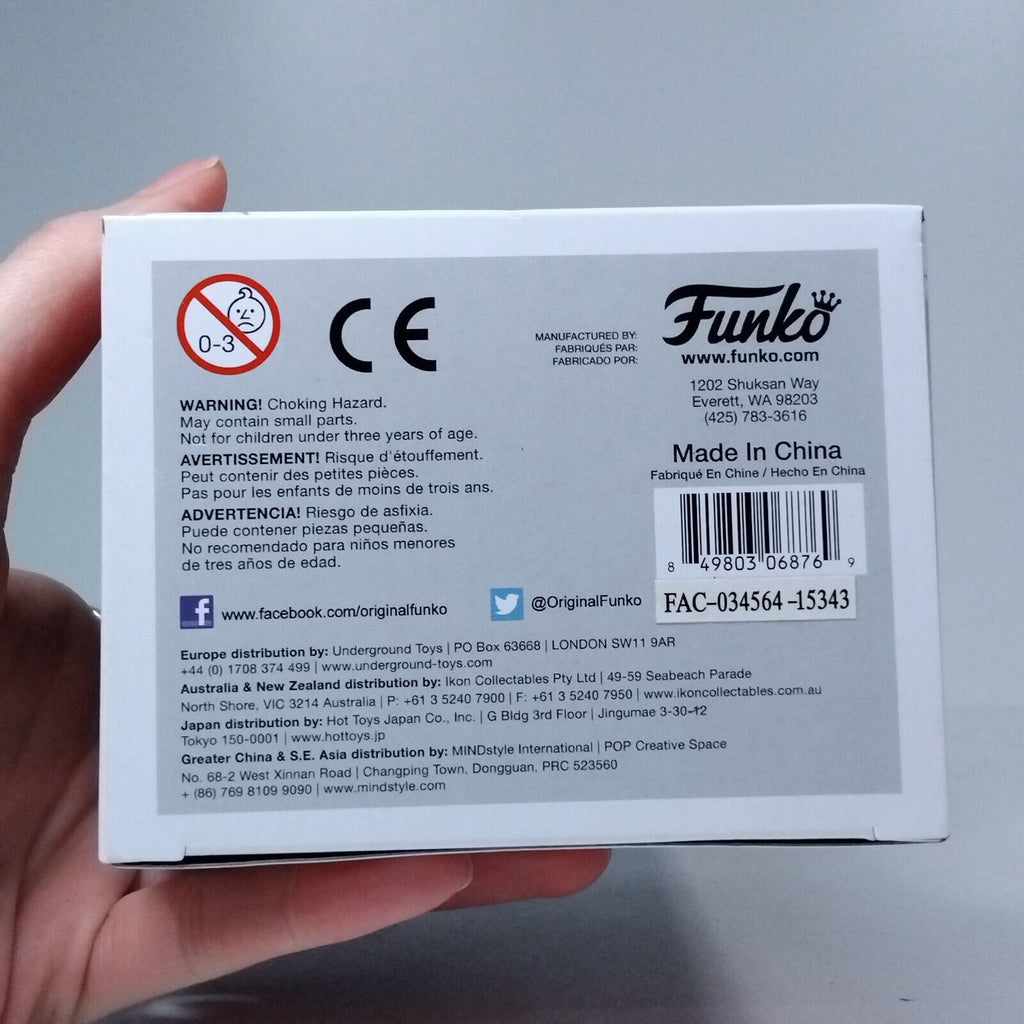 0-3
CE
MANUFACTURED BY:
FABRIQUÉS PAR:
FABRICADO POR:
Funko
www.funko.com
1202 Shuksan Way
Everett, WA 98203
(425) 783-3616
Made In China
Fabriqué En Chine / Hecho En China
8 49803 06876 9
FAC-034564-15343
WARNING! Choking Hazard.
May contain small parts.
Not for children under three years of age.
AVERTISSEMENT! Risque d'étouffement.
Peut contenir des petites pièces.
Pas pour les enfants de moins de trois ans.
ADVERTENCIA! Riesgo de asfixia.
Puede contener piezas pequeñas.
No recomendado para niños menores
de tres años de edad.
f www.facebook.com/originalfunko
@OriginalFunko
Europe distribution by: Underground Toys | PO Box 63668 | LONDON SW11 9AR
+44 (0) 1708 374 499 | www.underground-toys.com
Australia & New Zealand distribution by: Ikon Collectables Pty Ltd | 49-59 Seabeach Parade
North Shore, VIC 3214 Australia | P: +61 3 5240 7900 | F: +61 3 5240 7950 | www.ikoncollectables.com.au
Japan distribution by: Hot Toys Japan Co., Inc. | G Bldg 3rd Floor | Jingumae 3-30-12
Tokyo 150-0001 | www.hottoys.jp
Greater China & S.E. Asia distribution by: MINDstyle International | POP Creative Space
No. 68-2 West Xinnan Road | Changping Town, Dongguan, PRC 523560
+ (86) 769 8109 9090 | www.mindstyle.com